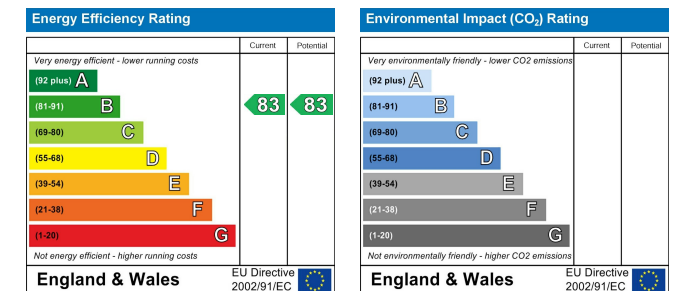 Energy Efficiency Rating
Current Potential
Very energy efficient - lower running costs
(92 plus) A
(81-91) B 83 83
(69-80) C
(55-68) D
(39-54) E
(21-38) F
(1-20) G
Not energy efficient - higher running costs
England & Wales
EU Directive
2002/91/EC
Environmental Impact (CO2) Rating
Current Potential
Very environmentally friendly - lower CO2 emissions
(92 plus) A
(81-91) B
(69-80) C
(55-68) D
(39-54) E
(21-38) F
(1-20) G
Not environmentally friendly - higher CO2 emissions
England & Wales
EU Directive
2002/91/EC